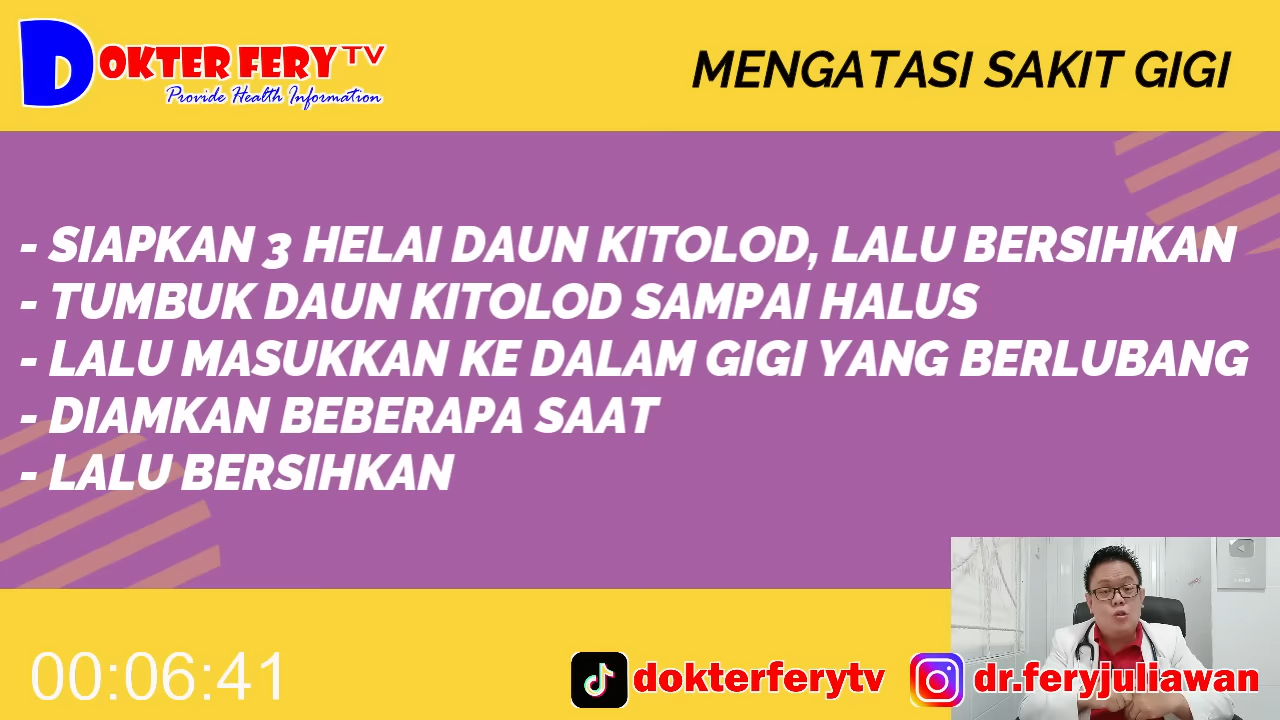 DOKTER FERY TV
Provide Health Information
MENGATASI SAKIT GIGI
- SIAPKAN 3 HELAI DAUN KITOLOD, LALU BERSIHKAN
- TUMBUK DAUN KITOLOD SAMPAI HALUS
- LALU MASUKKAN KE DALAM GIGI YANG BERLUBANG
- DIAMKAN BEBERAPA SAAT
- LALU BERSIHKAN
00:06:41
dokterferytv
dr.feryjuliawan